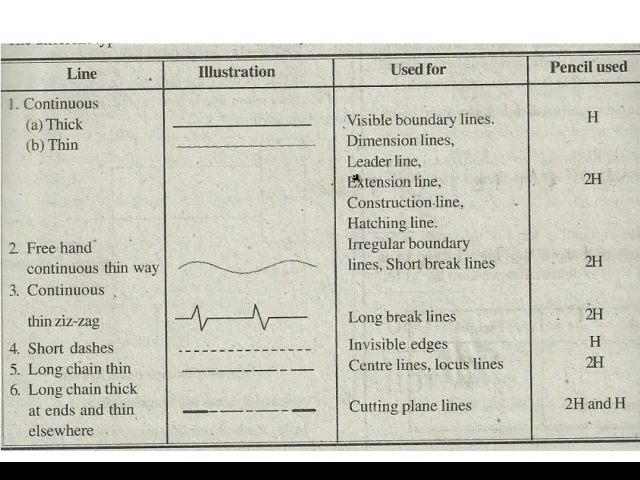 Line Illustration Used for Pencil used
1. Continuous
(a) Thick Visible boundary lines. H
(b) Thin Dimension lines,
Leader line,
Extension line, 2H
Construction line,
Hatching line.
2. Free hand Irregular boundary
continuous thin way lines, Short break lines 2H
3. Continuous
thin ziz-zag Long break lines 2H
4. Short dashes Invisible edges H
5. Long chain thin Centre lines, locus lines 2H
6. Long chain thick
at ends and thin Cutting plane lines 2H and H
elsewhere